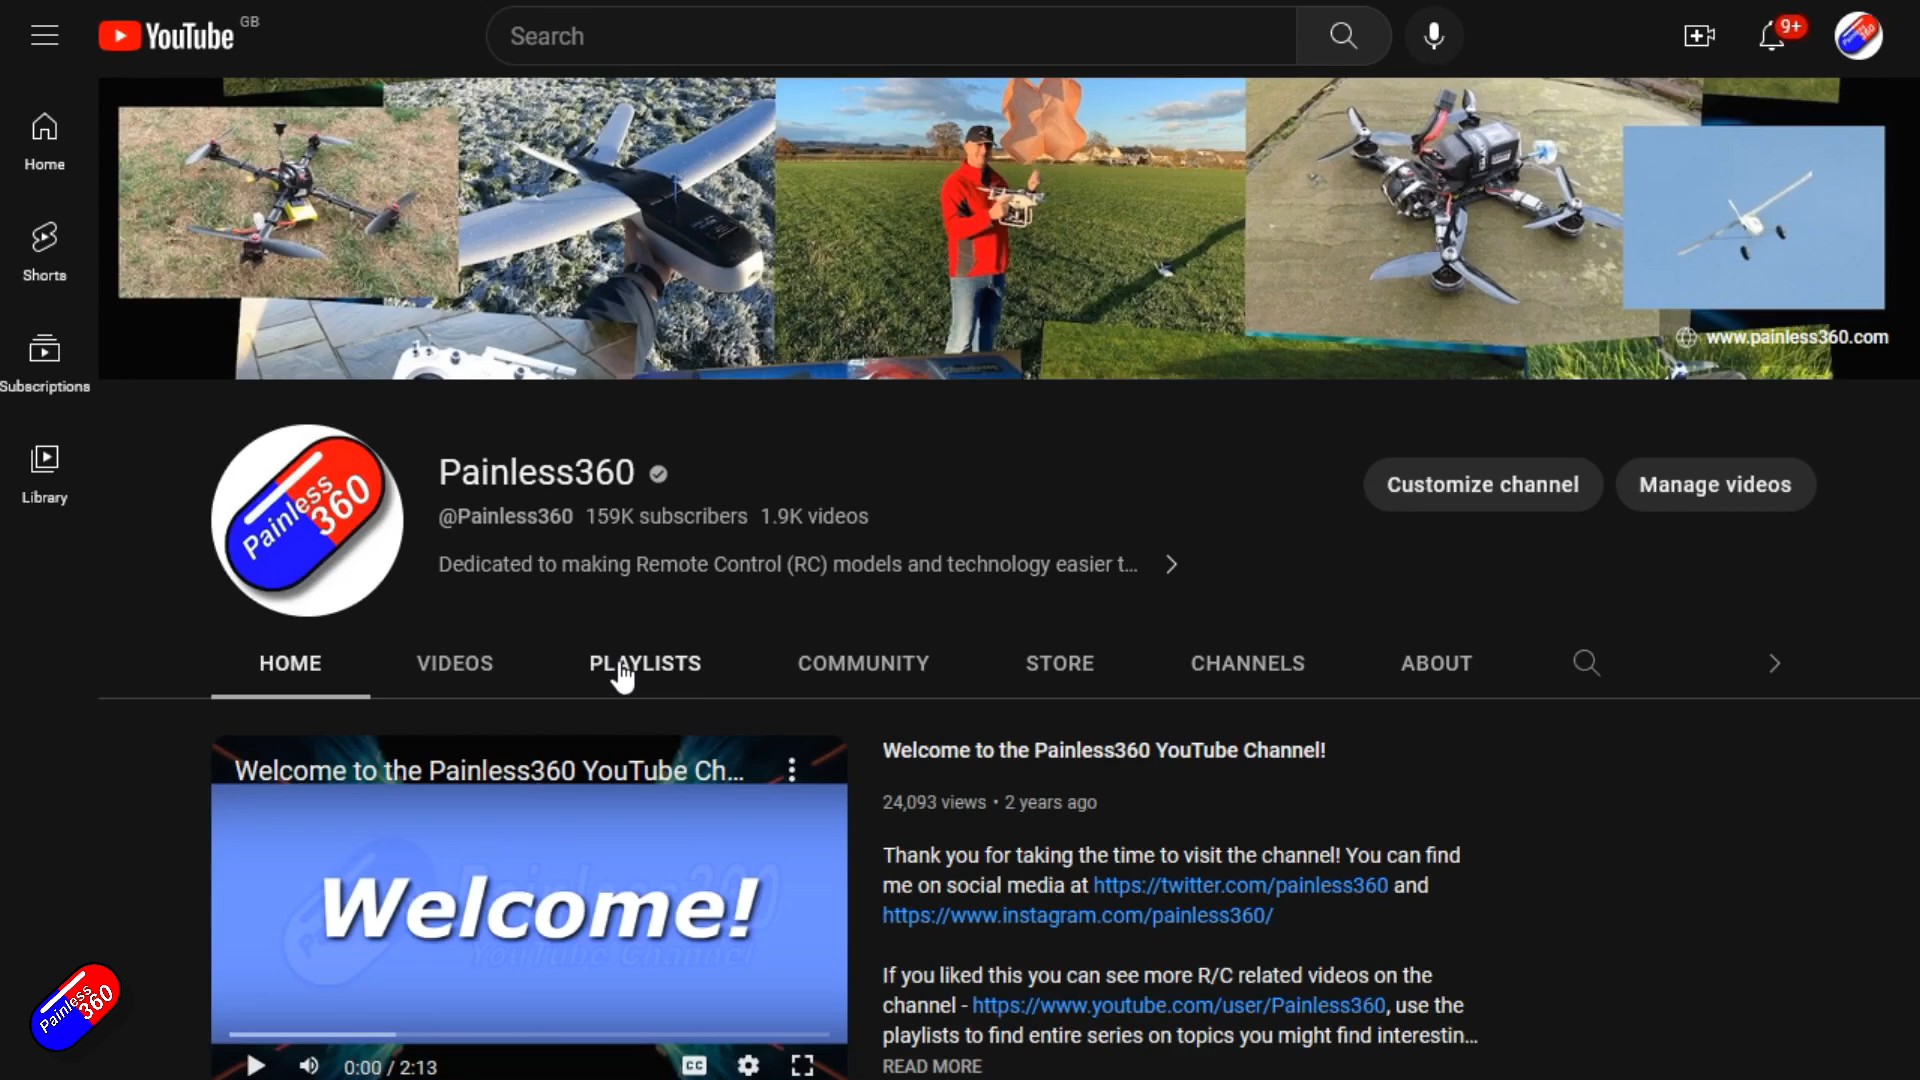 YouTube GB
Search
9+
Home
Shorts
Subscriptions
Library
www.painless360.com
Painless 360
Painless360
@Painless360 159K subscribers 1.9K videos
Dedicated to making Remote Control (RC) models and technology easier t...
Customize channel
Manage videos
HOME VIDEOS PLAYLISTS COMMUNITY STORE CHANNELS ABOUT
Welcome to the Painless360 YouTube Ch...
Welcome!
YouTube Channel
0:00 / 2:13
CC
Welcome to the Painless360 YouTube Channel!
24,093 views • 2 years ago
Thank you for taking the time to visit the channel! You can find
me on social media at https://twitter.com/painless360 and
https://www.instagram.com/painless360/
If you liked this you can see more R/C related videos on the
channel - https://www.youtube.com/user/Painless360, use the
playlists to find entire series on topics you might find interestin...
READ MORE
Painless 360